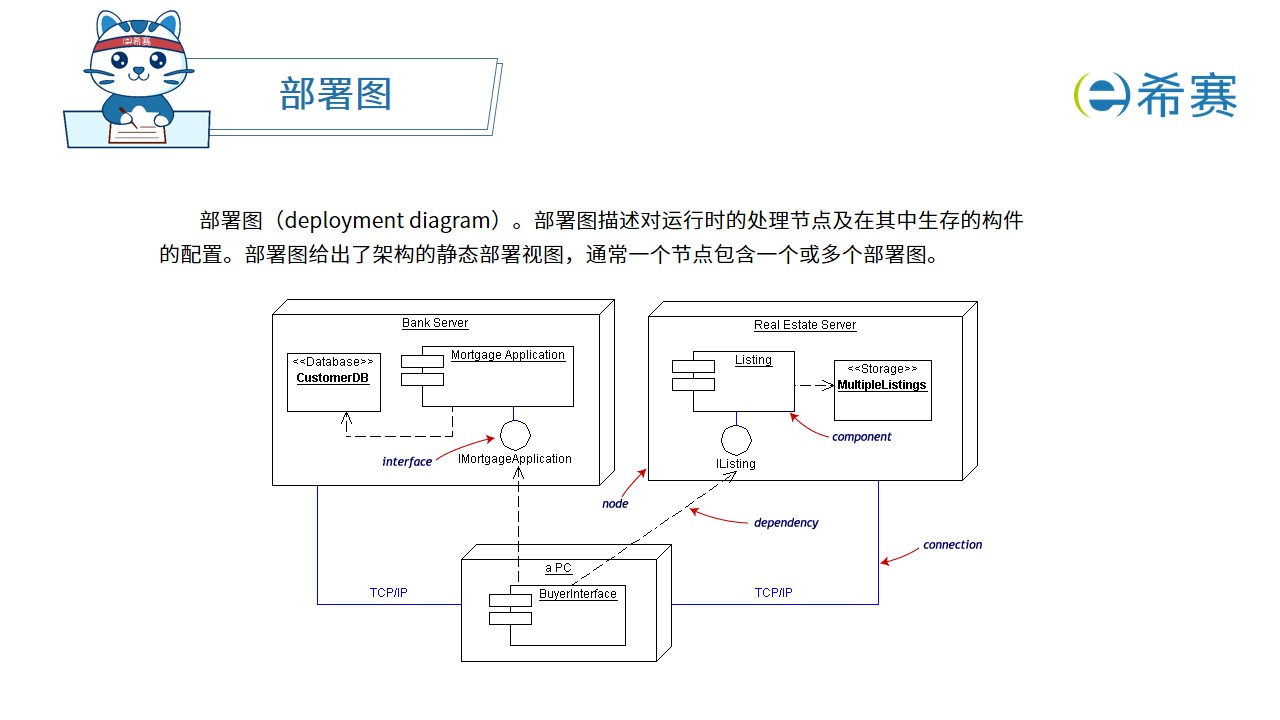 e希赛
部署图
e希赛
部署图（deployment diagram）。部署图描述对运行时的处理节点及在其中生存的构件
的配置。部署图给出了架构的静态部署视图，通常一个节点包含一个或多个部署图。
Bank Server
<<Database>>
CustomerDB
Mortgage Application
interface
IMortgageApplication
Real Estate Server
Listing
<<Storage>>
MultipleListings
component
IListing
node
dependency
connection
a PC
BuyerInterface
TCP/IP
TCP/IP